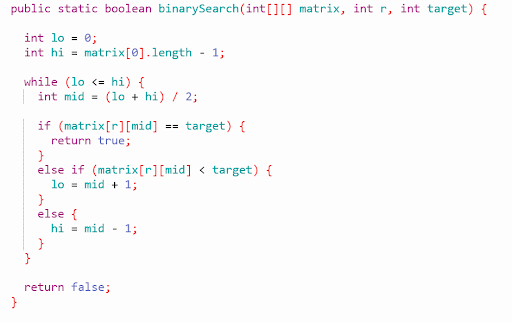 public static boolean binarySearch(int[][] matrix, int r, int target) {
int lo = 0;
int hi = matrix[0].length - 1;
while (lo <= hi) {
int mid = (lo + hi) / 2;
if (matrix[r][mid] == target) {
return true;
}
else if (matrix[r][mid] < target) {
lo = mid + 1;
}
else {
hi = mid - 1;
}
}
return false;
}